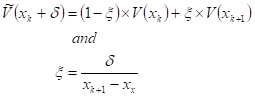 Ṽ(x_k + δ) = (1 − ξ) × V(x_k) + ξ × V(x_{k+1})
and
ξ = δ / (x_{k+1} − x_x)